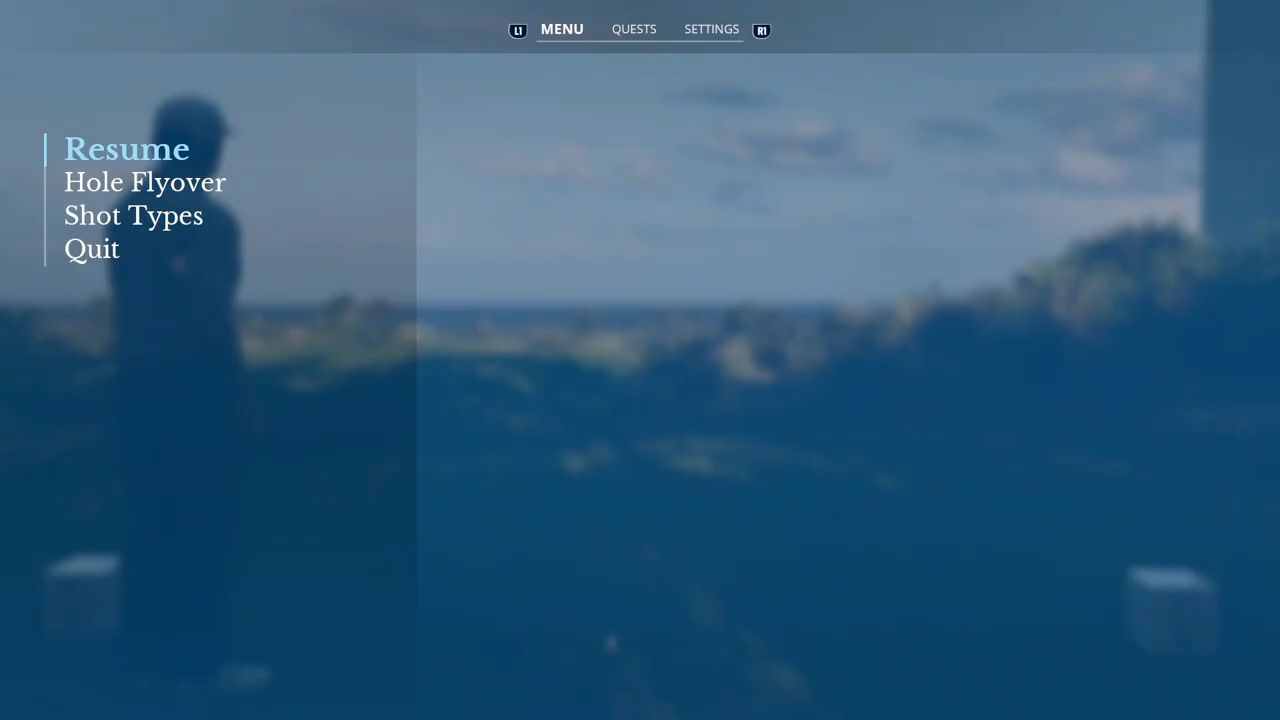 L1 MENU QUESTS SETTINGS R1
Resume
Hole Flyover
Shot Types
Quit